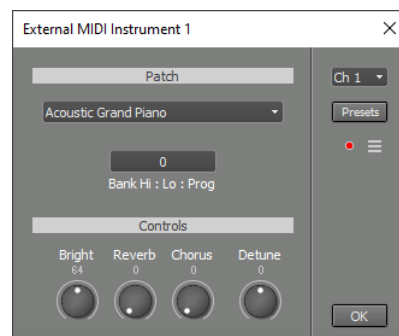 External MIDI Instrument 1
Patch
Ch 1
Acoustic Grand Piano
Presets
0
Bank Hi : Lo : Prog
Controls
Bright Reverb Chorus Detune
64 0 0 0
OK